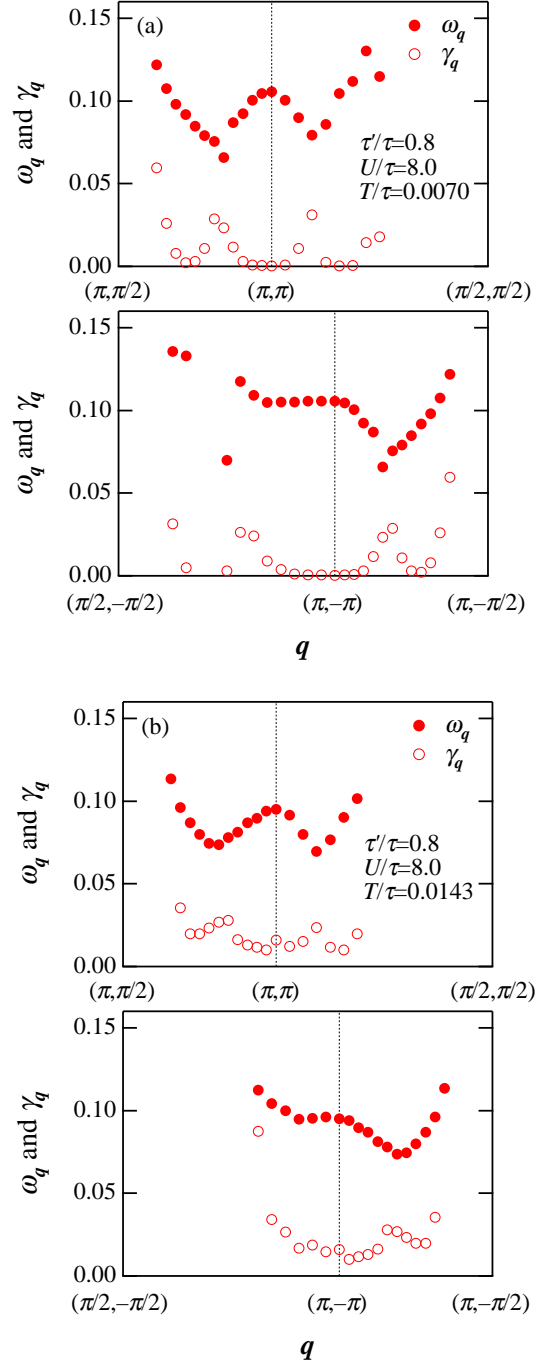 (a)
ω_q
γ_q
0.15
0.10
0.05
0.00
ω_q and γ_q
τ'/τ=0.8
U/τ=8.0
T/τ=0.0070
(π,π/2)
(π,π)
(π/2,π/2)
0.15
0.10
0.05
0.00
ω_q and γ_q
(π/2,−π/2)
(π,−π)
(π,−π/2)
q
(b)
ω_q
γ_q
0.15
0.10
0.05
0.00
ω_q and γ_q
τ'/τ=0.8
U/τ=8.0
T/τ=0.0143
(π,π/2)
(π,π)
(π/2,π/2)
0.15
0.10
0.05
0.00
ω_q and γ_q
(π/2,−π/2)
(π,−π)
(π,−π/2)
q